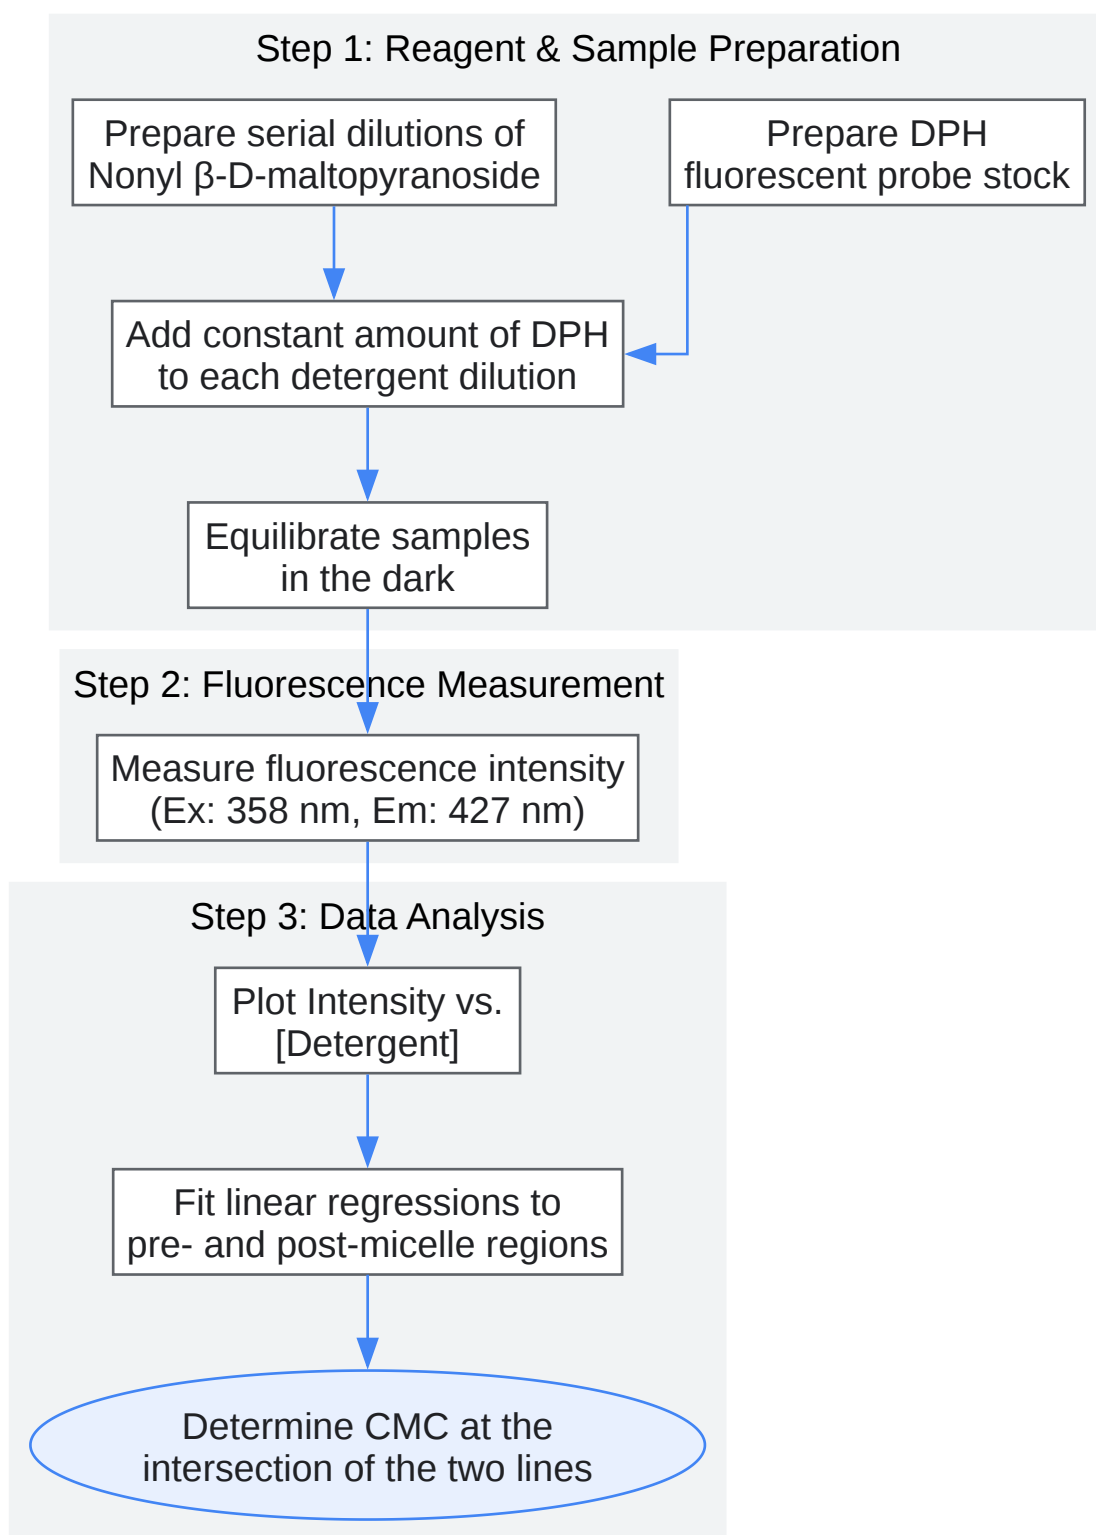 Step 1: Reagent & Sample Preparation
Prepare serial dilutions of
Nonyl β-D-maltopyranoside
Prepare DPH
fluorescent probe stock
Add constant amount of DPH
to each detergent dilution
Equilibrate samples
in the dark
Step 2: Fluorescence Measurement
Measure fluorescence intensity
(Ex: 358 nm, Em: 427 nm)
Step 3: Data Analysis
Plot Intensity vs.
[Detergent]
Fit linear regressions to
pre- and post-micelle regions
Determine CMC at the
intersection of the two lines